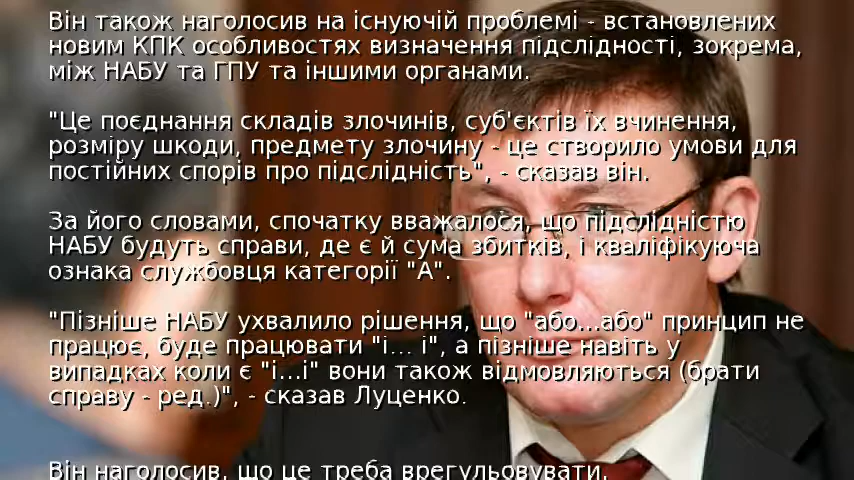 Він також наголосив на існуючій проблемі - встановлених
новим КПК особливостях визначення підслідності, зокрема,
між НАБУ та ГПУ та іншими органами.
"Це поєднання складів злочинів, суб'єктів їх вчинення,
розміру шкоди, предмету злочину - це створило умови для
постійних спорів про підслідність", - сказав він.
За його словами, спочатку вважалося, що підслідністю
НАБУ будуть справи, де є й сума збитків, і кваліфікуюча
ознака службовця категорії "А".
"Пізніше НАБУ ухвалило рішення, що "або...або" принцип не
працює, буде працювати "і... і", а пізніше навіть у
випадках коли є "і...і" вони також відмовляються (брати
справу - ред.)", - сказав Луценко.
Він наголосив, що це треба врегульовувати.